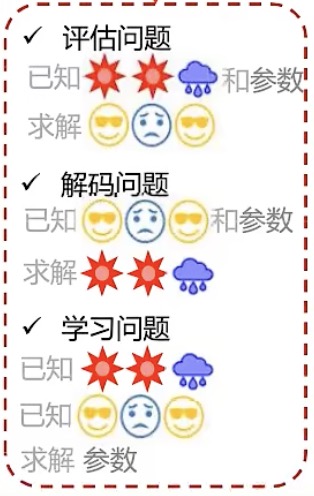 ✓ 评估问题
已知 和参数
求解
✓ 解码问题
已知 和参数
求解
✓ 学习问题
已知
已知
求解 参数